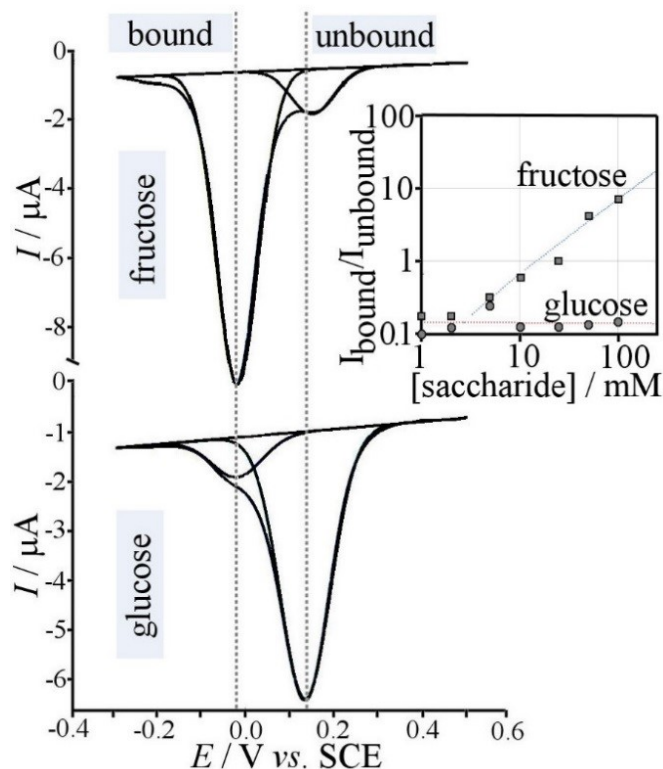 bound
unbound
0
-2
-4
-6
-8
I / μA
fructose
100
10
1
0.1
I_bound/I_unbound
fructose
glucose
1
10
100
[saccharide] / mM
0
-1
-2
-3
-4
-5
-6
I / μA
glucose
-0.4
0.0
0.2
0.4
0.6
E / V vs. SCE